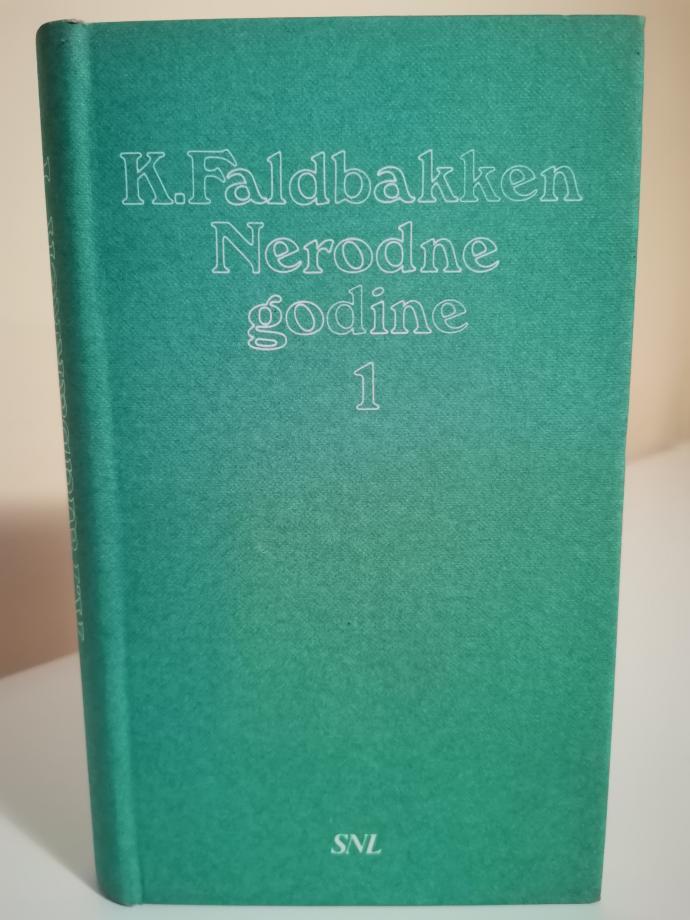 K.Faldbakken
Nerodne
godine
1
SNL